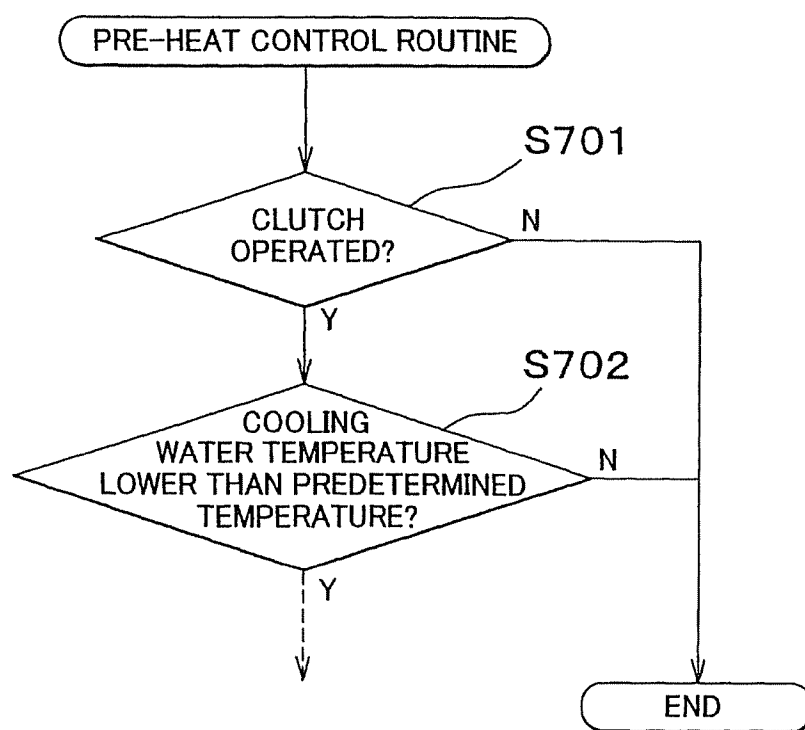 PRE-HEAT CONTROL ROUTINE
S701
CLUTCH
OPERATED?
N
Y
S702
COOLING
WATER TEMPERATURE
LOWER THAN PREDETERMINED
TEMPERATURE?
N
Y
END